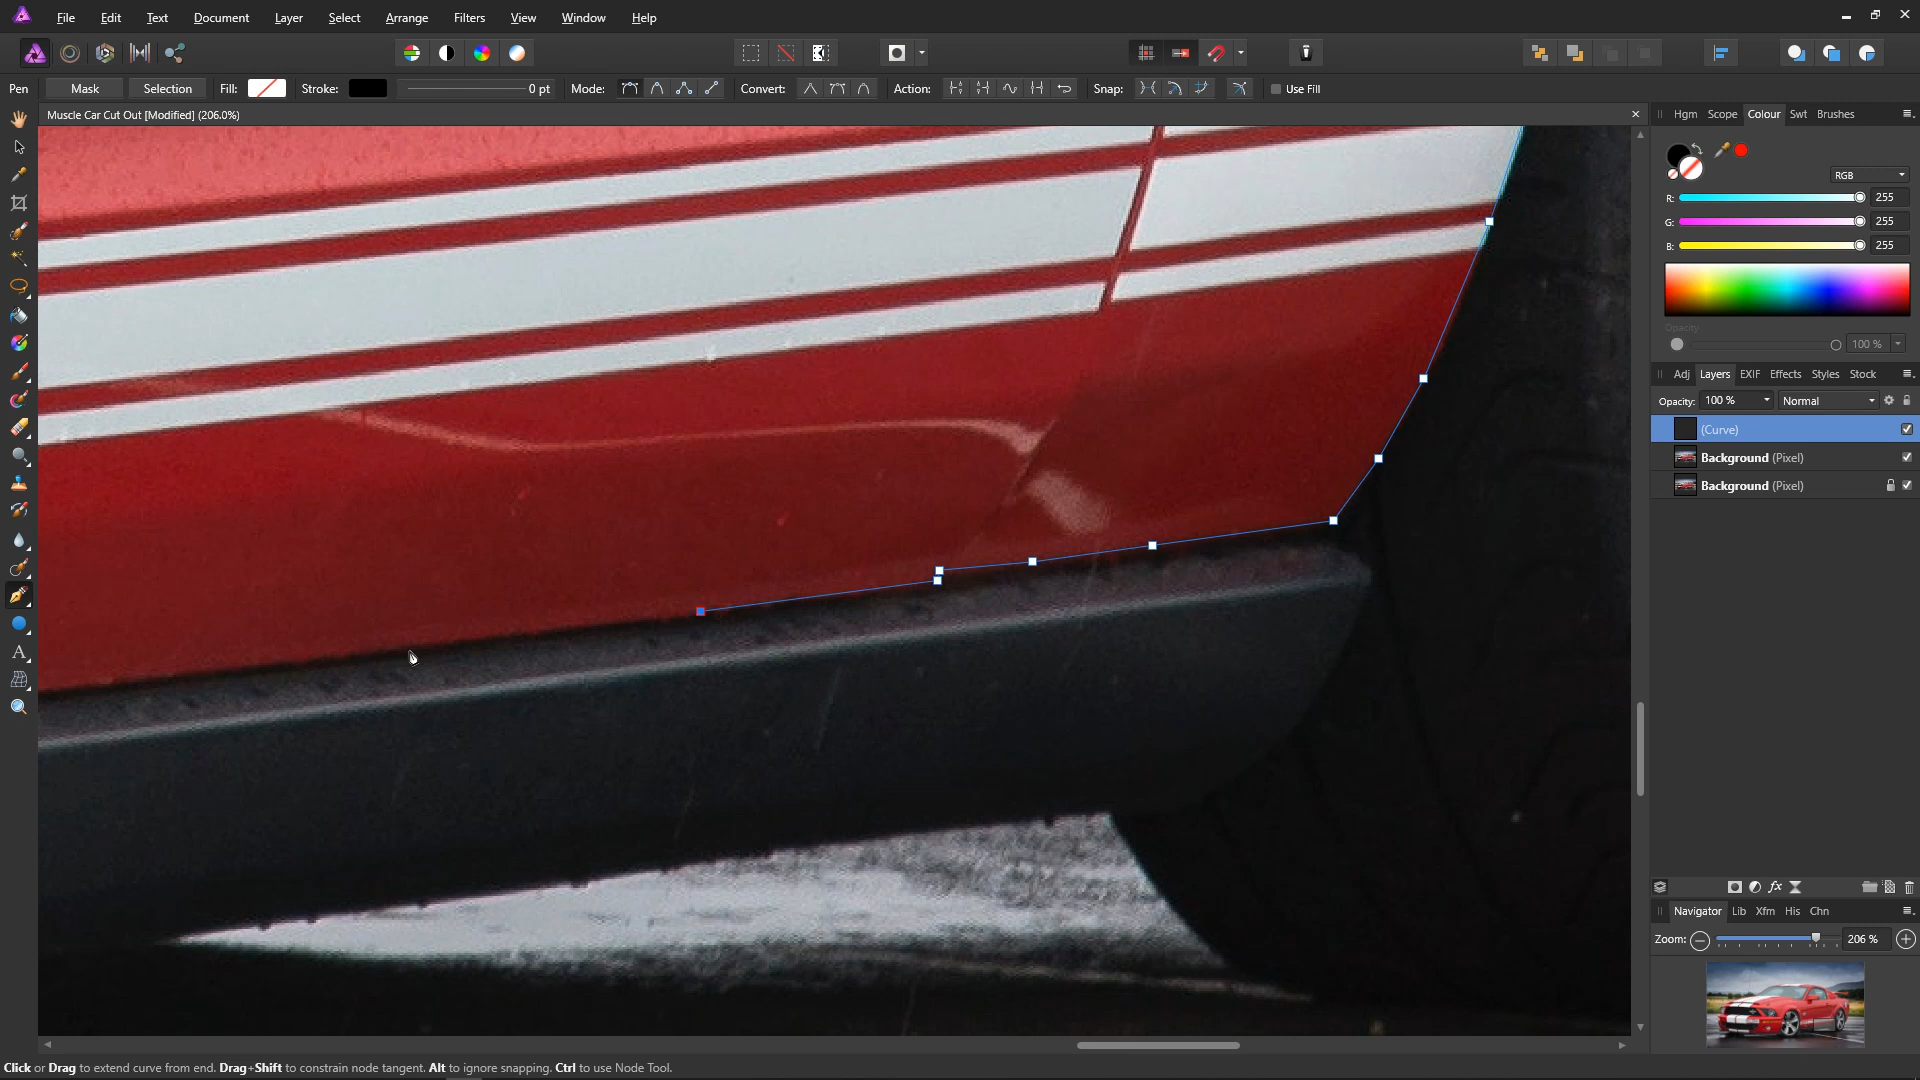 File Edit Text Document Layer Select Arrange Filters View Window Help
Pen Mask Selection Fill: Stroke: 0 pt Mode: Convert: Action: Snap: Use Fill
Muscle Car Cut Out [Modified] (206.0%)
Hgm Scope Colour Swt Brushes
RGB
R: 255
G: 255
B: 255
Opacity
100 %
Adj Layers EXIF Effects Styles Stock
Opacity: 100 % Normal
(Curve)
Background (Pixel)
Background (Pixel)
Navigator Lib Xfm His Chn
Zoom: 206 %
Click or Drag to extend curve from end. Drag+Shift to constrain node tangent. Alt to ignore snapping. Ctrl to use Node Tool.